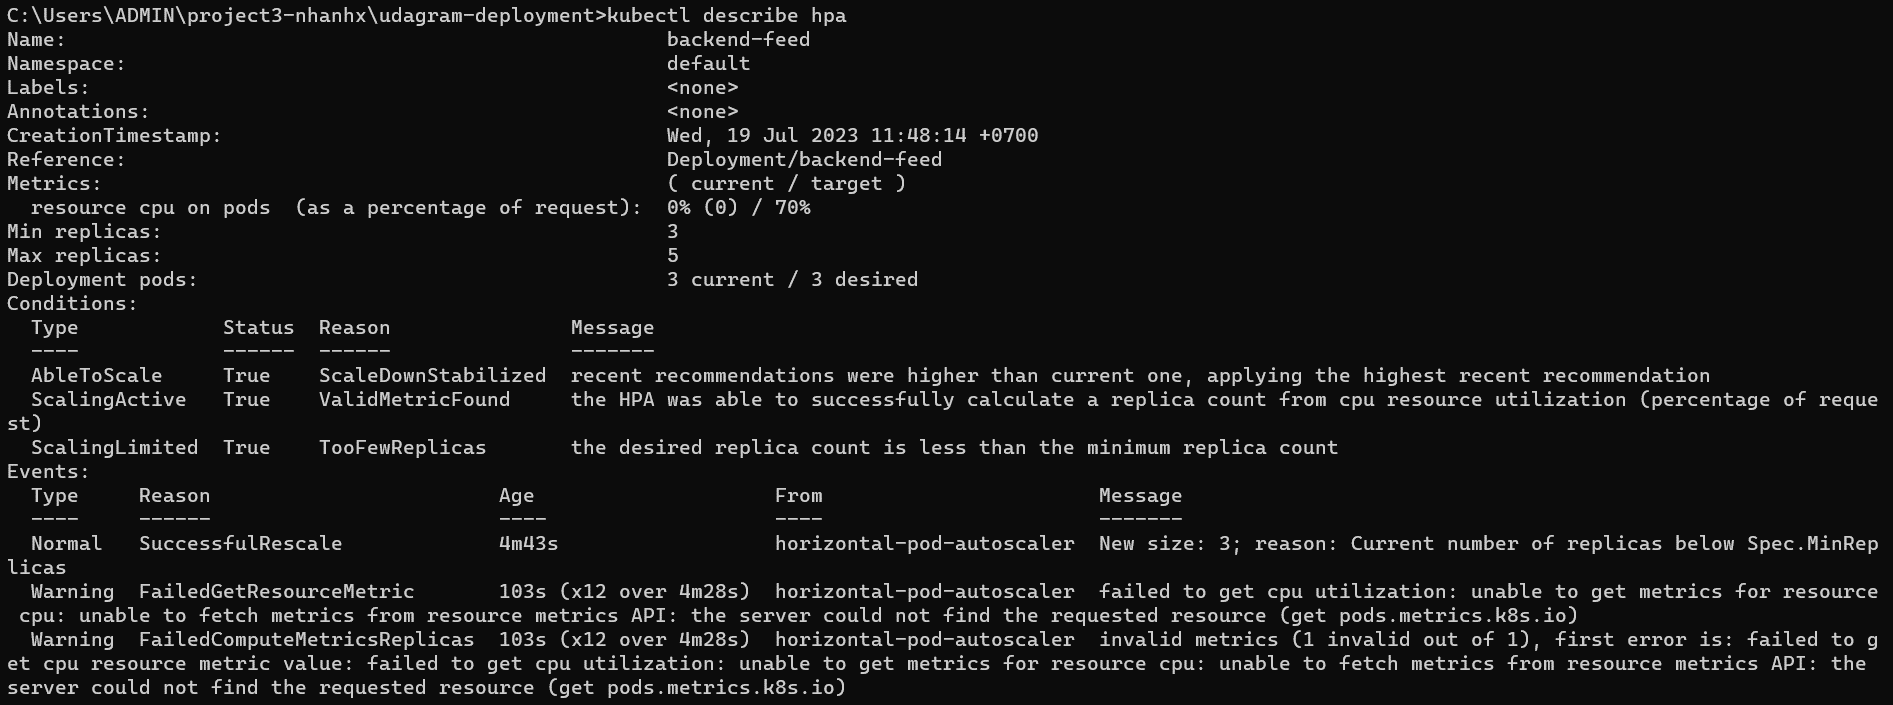 C:\Users\ADMIN\project3-nhanhx\udagram-deployment>kubectl describe hpa
Name:                                                  backend-feed
Namespace:                                             default
Labels:                                                <none>
Annotations:                                           <none>
CreationTimestamp:                                     Wed, 19 Jul 2023 11:48:14 +0700
Reference:                                             Deployment/backend-feed
Metrics:                                               ( current / target )
  resource cpu on pods  (as a percentage of request):  0% (0) / 70%
Min replicas:                                          3
Max replicas:                                          5
Deployment pods:                                       3 current / 3 desired
Conditions:
  Type            Status  Reason               Message
  ----            ------  ------               -------
  AbleToScale     True    ScaleDownStabilized  recent recommendations were higher than current one, applying the highest recent recommendation
  ScalingActive   True    ValidMetricFound     the HPA was able to successfully calculate a replica count from cpu resource utilization (percentage of reque
st)
  ScalingLimited  True    TooFewReplicas       the desired replica count is less than the minimum replica count
Events:
  Type     Reason                        Age                    From                       Message
  ----     ------                        ----                   ----                       -------
  Normal   SuccessfulRescale             4m43s                  horizontal-pod-autoscaler  New size: 3; reason: Current number of replicas below Spec.MinRep
licas
  Warning  FailedGetResourceMetric       103s (x12 over 4m28s)  horizontal-pod-autoscaler  failed to get cpu utilization: unable to get metrics for resource
 cpu: unable to fetch metrics from resource metrics API: the server could not find the requested resource (get pods.metrics.k8s.io)
  Warning  FailedComputeMetricsReplicas  103s (x12 over 4m28s)  horizontal-pod-autoscaler  invalid metrics (1 invalid out of 1), first error is: failed to g
et cpu resource metric value: failed to get cpu utilization: unable to get metrics for resource cpu: unable to fetch metrics from resource metrics API: the
server could not find the requested resource (get pods.metrics.k8s.io)